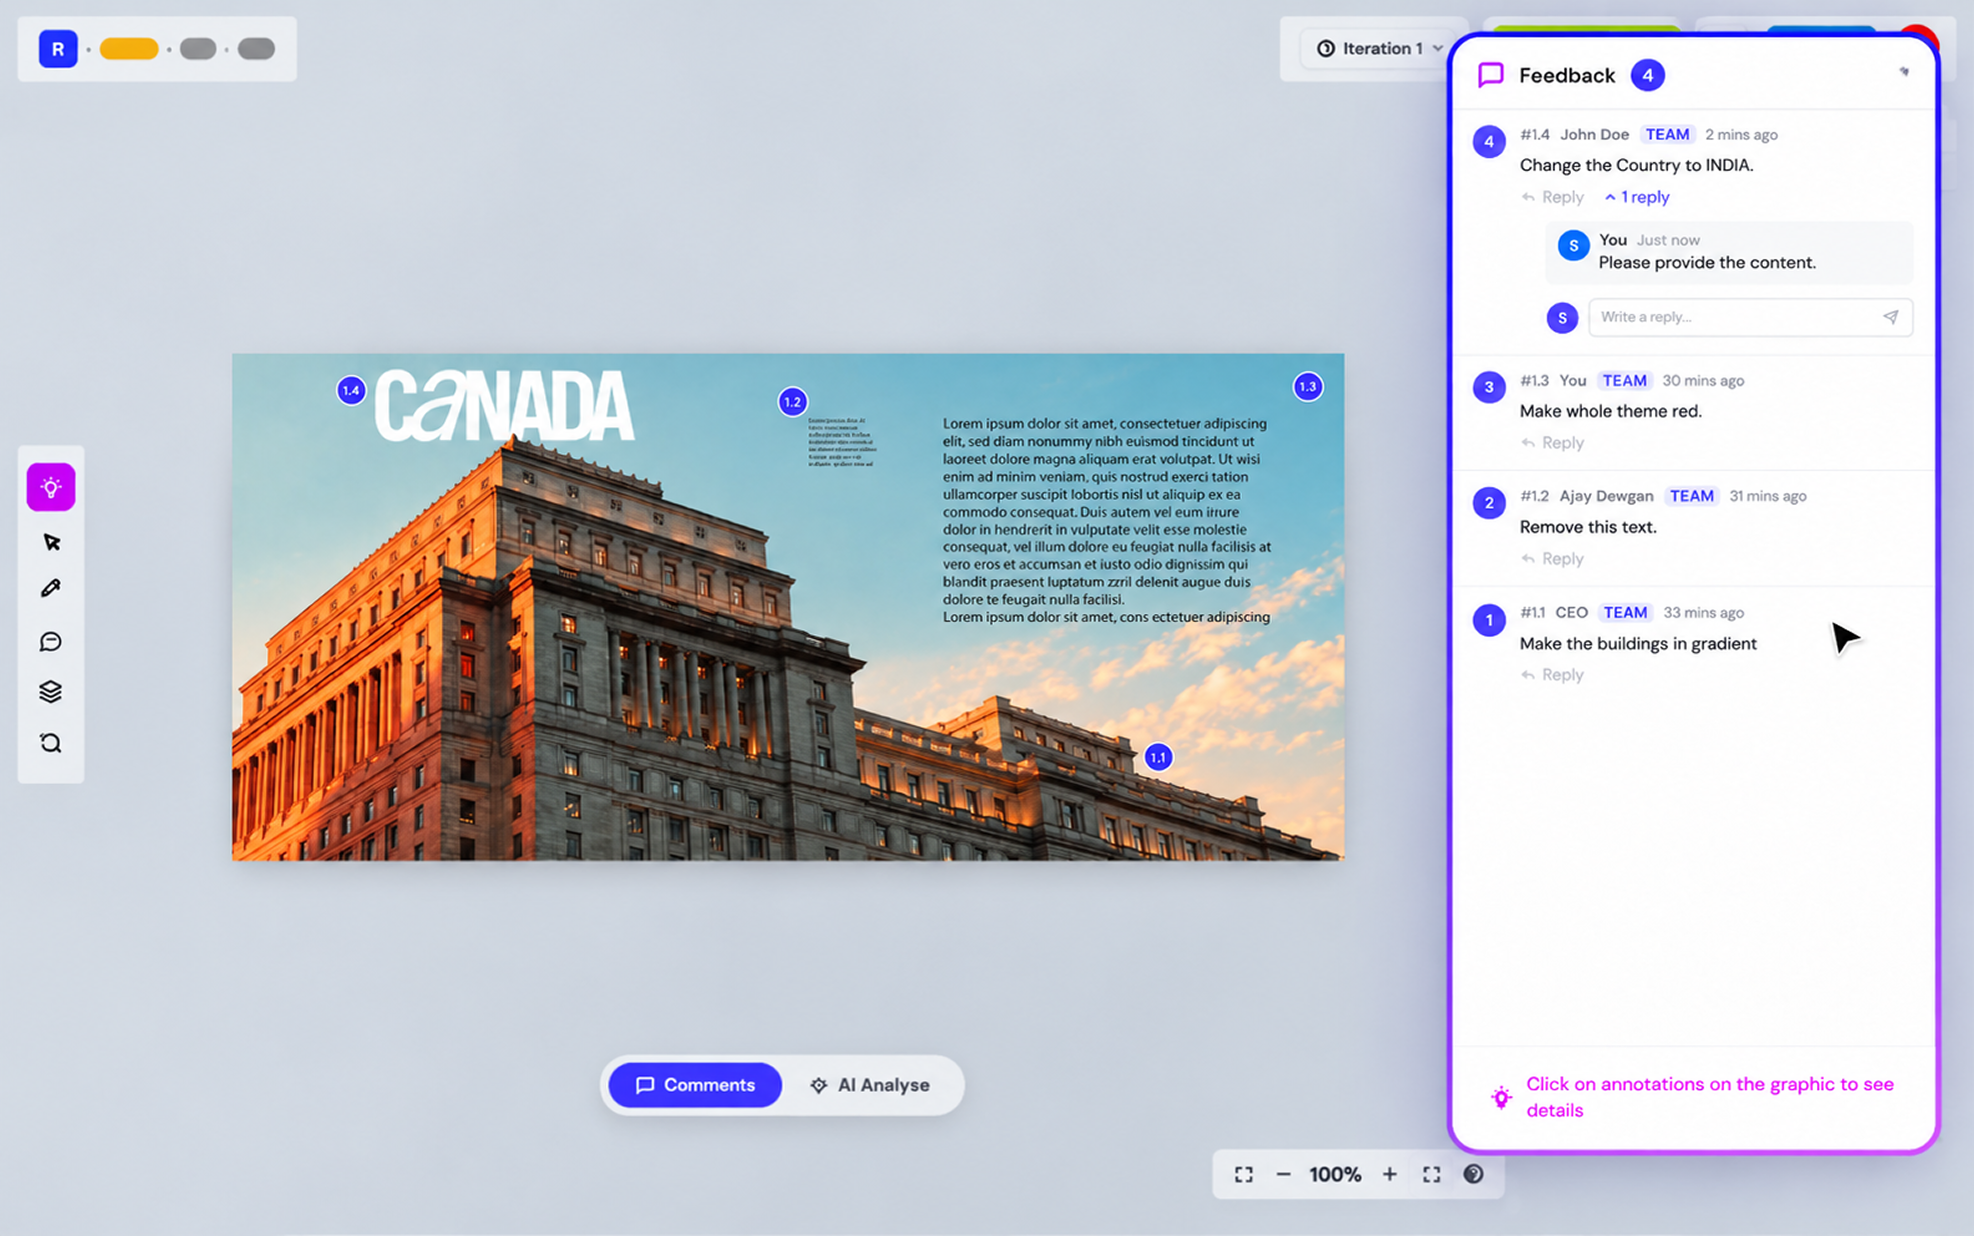 R
Iteration 1
Feedback 4
4 #1.4 John Doe TEAM 2 mins ago
Change the Country to INDIA.
Reply 1 reply
S You Just now
Please provide the content.
S Write a reply...
3 #1.3 You TEAM 30 mins ago
Make whole theme red.
Reply
2 #1.2 Ajay Dewgan TEAM 31 mins ago
Remove this text.
Reply
1 #1.1 CEO TEAM 33 mins ago
Make the buildings in gradient
Reply
Click on annotations on the graphic to see
details
1.4
CaNADA
1.2
1.3
Lorem ipsum dolor sit amet, consectetuer adipiscing
elit, sed diam nonummy nibh euismod tincidunt ut
laoreet dolore magna aliquam erat volutpat. Ut wisi
enim ad minim veniam, quis nostrud exerci tation
ullamcorper suscipit lobortis nisl ut aliquip ex ea
commodo consequat. Duis autem vel eum irure
dolor in hendrerit in vulputate velit esse molestie
consequat, vel illum dolore eu feugiat nulla facilisis at
vero eros et accumsan et iusto odio dignissim qui
blandit praesent luptatum zzril delenit augue duis
dolore te feugait nulla facilisi.
Lorem ipsum dolor sit amet, cons ectetuer adipiscing
1.1
Comments
AI Analyse
100%